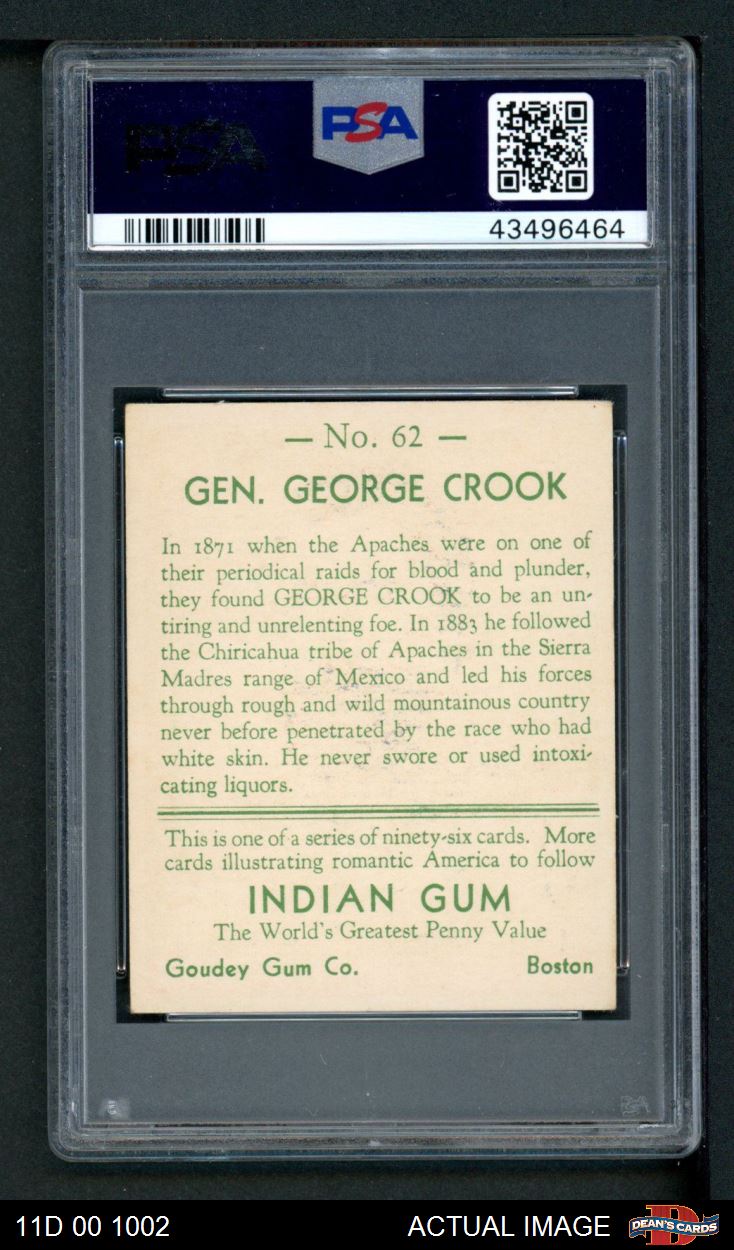 PSA
PSA
43496464
— No. 62 —
GEN. GEORGE CROOK
In 1871 when the Apaches were on one of
their periodical raids for blood and plunder,
they found GEORGE CROOK to be an un-
tiring and unrelenting foe. In 1883 he followed
the Chiricahua tribe of Apaches in the Sierra
Madres range of Mexico and led his forces
through rough and wild mountainous country
never before penetrated by the race who had
white skin. He never swore or used intoxi-
cating liquors.
This is one of a series of ninety-six cards. More
cards illustrating romantic America to follow
INDIAN GUM
The World's Greatest Penny Value
Goudey Gum Co. Boston
11D 00 1002 ACTUAL IMAGE DEAN'S CARDS